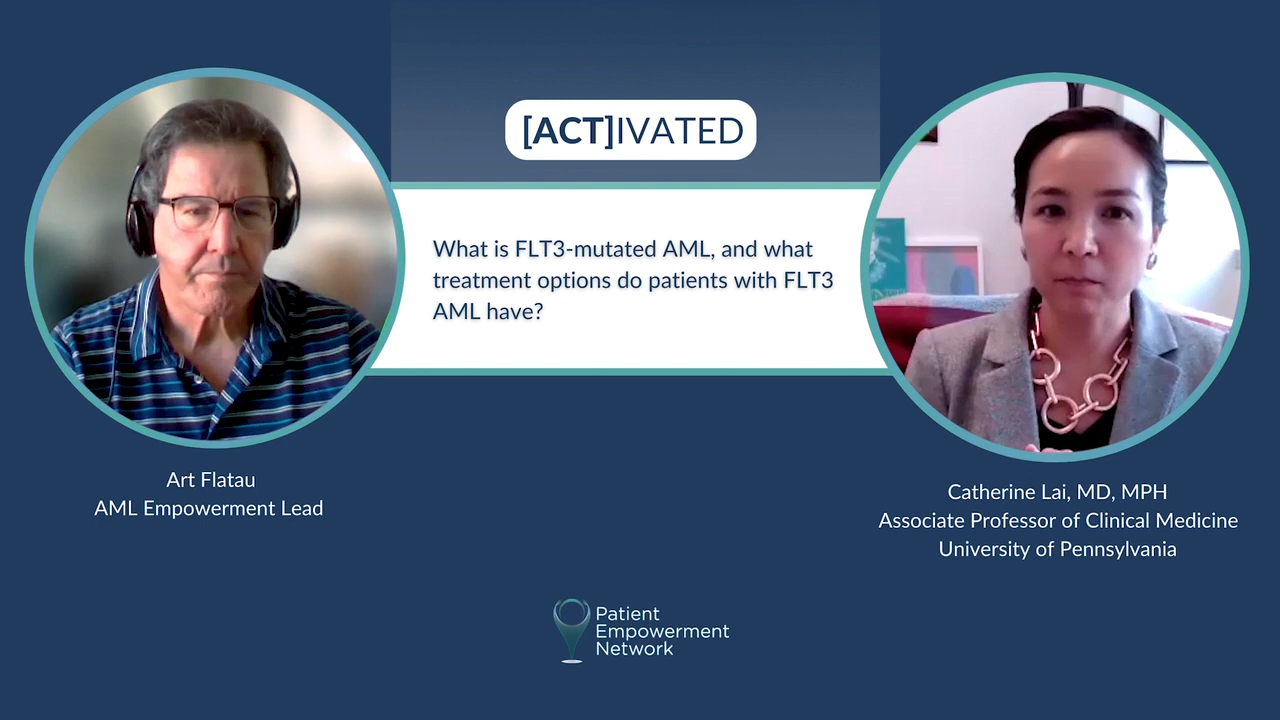 [ACT]IVATED
What is FLT3-mutated AML, and what
treatment options do patients with FLT3
AML have?
Art Flatau
AML Empowerment Lead
Catherine Lai, MD, MPH
Associate Professor of Clinical Medicine
University of Pennsylvania
Patient
Empowerment
Network